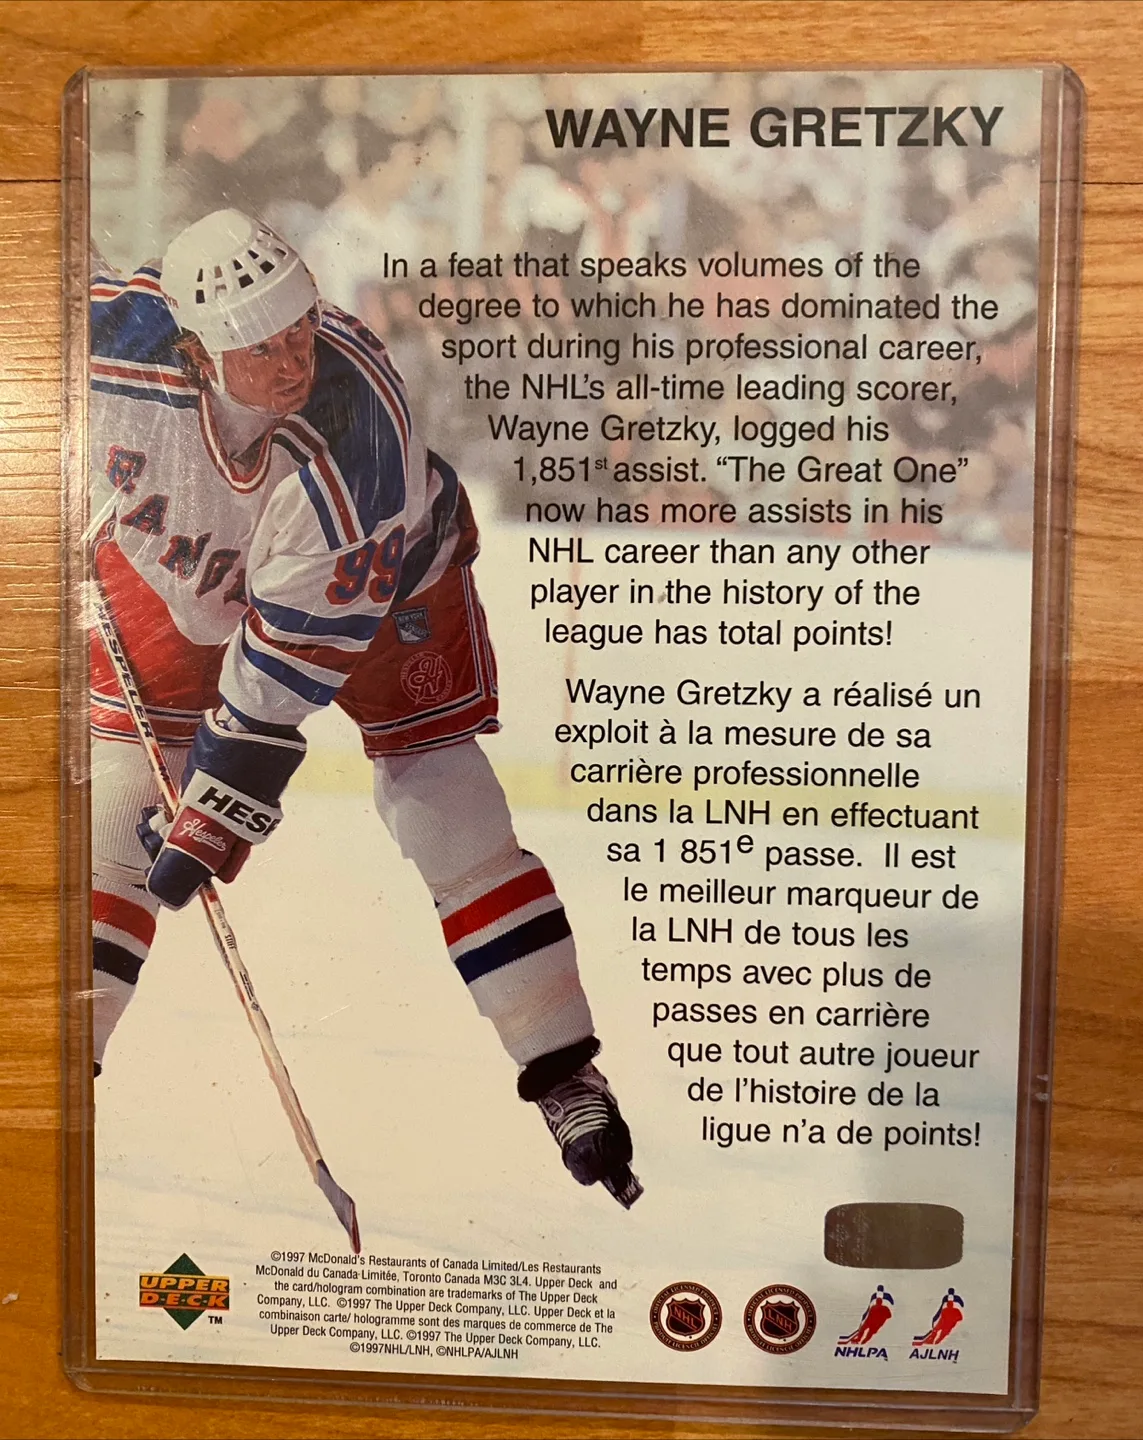 WAYNE GRETZKY
In a feat that speaks volumes of the
degree to which he has dominated the
sport during his professional career,
the NHL's all-time leading scorer,
Wayne Gretzky, logged his
1,851st assist. “The Great One”
now has more assists in his
NHL career than any other
player in the history of the
league has total points!
Wayne Gretzky a réalisé un
exploit à la mesure de sa
carrière professionnelle
dans la LNH en effectuant
sa 1 851e passe. Il est
le meilleur marqueur de
la LNH de tous les
temps avec plus de
passes en carrière
que tout autre joueur
de l'histoire de la
ligue n'a de points!
RANG
99
HESPELER
HESP
Hespeler
UPPER
DECK
TM
©1997 McDonald's Restaurants of Canada Limited/Les Restaurants
McDonald du Canada Limitée, Toronto Canada M3C 3L4. Upper Deck and
the card/hologram combination are trademarks of The Upper Deck
Company, LLC. ©1997 The Upper Deck Company, LLC. Upper Deck et la
combinaison carte/ hologramme sont des marques de commerce de The
Upper Deck Company, LLC. ©1997 The Upper Deck Company, LLC.
©1997NHL/LNH, ©NHLPA/AJLNH
NHL
LNH
NHLPA
AJLNH